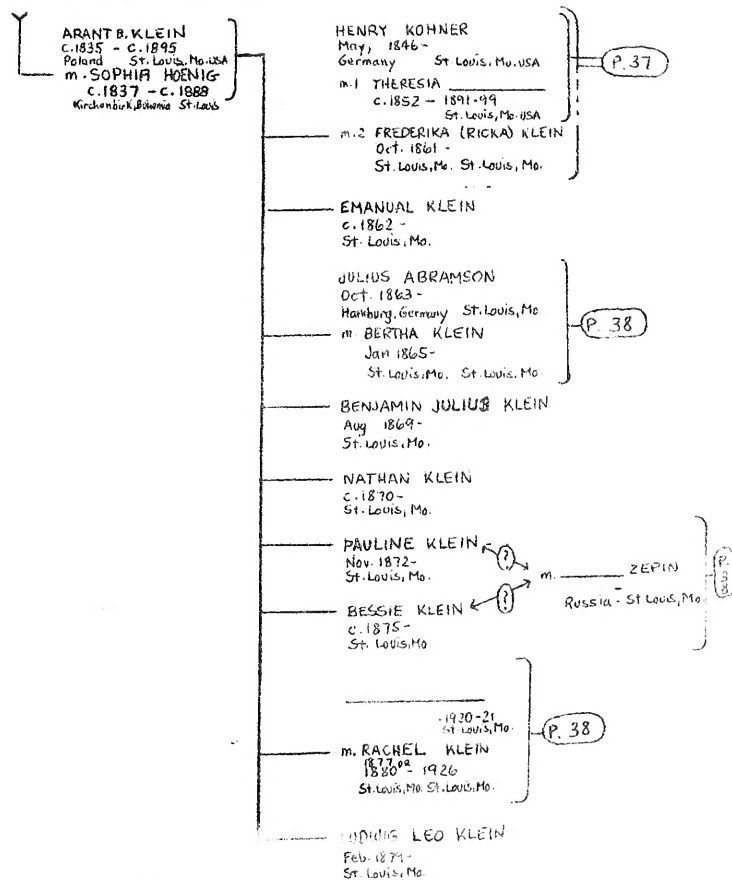 ARANT B. KLEIN
C.1835 - C.1895
Poland St. Louis, Mo. USA
m. SOPHIA HOENIG
C.1837 - C.1888
Kirchenbirk, Bohemia St. Louis
HENRY KOHNER
May, 1846-
Germany St Louis, Mo. USA
m.1 THERESIA
C.1852 - 1891-99
St. Louis, Mo. USA
P. 37
m.2 FREDERIKA (RICKA) KLEIN
Oct. 1861 -
St. Louis, Mo. St. Louis, Mo.
EMANUAL KLEIN
C.1862 -
St. Louis, Mo.
JULIUS ABRAMSON
Oct. 1863-
Harkburg, Germany St. Louis, Mo
P. 38
m. BERTHA KLEIN
Jan 1865-
St. Louis, Mo. St. Louis, Mo
BENJAMIN JULIUS KLEIN
Aug 1869-
St. Louis, Mo.
NATHAN KLEIN
C.1870-
St. Louis, Mo.
PAULINE KLEIN
Nov. 1872-
St. Louis, Mo.
?
m. ZEPIN
Russia - St Louis, Mo
P. 38
?
BESSIE KLEIN
C.1875-
St. Louis, Mo
-1920-21
St. Louis, Mo.
P. 38
m. RACHEL KLEIN
1877 OR
1880 - 1926
St. Louis, Mo. St. Louis, Mo.
LEO KLEIN
Feb.
St. Louis, Mo.